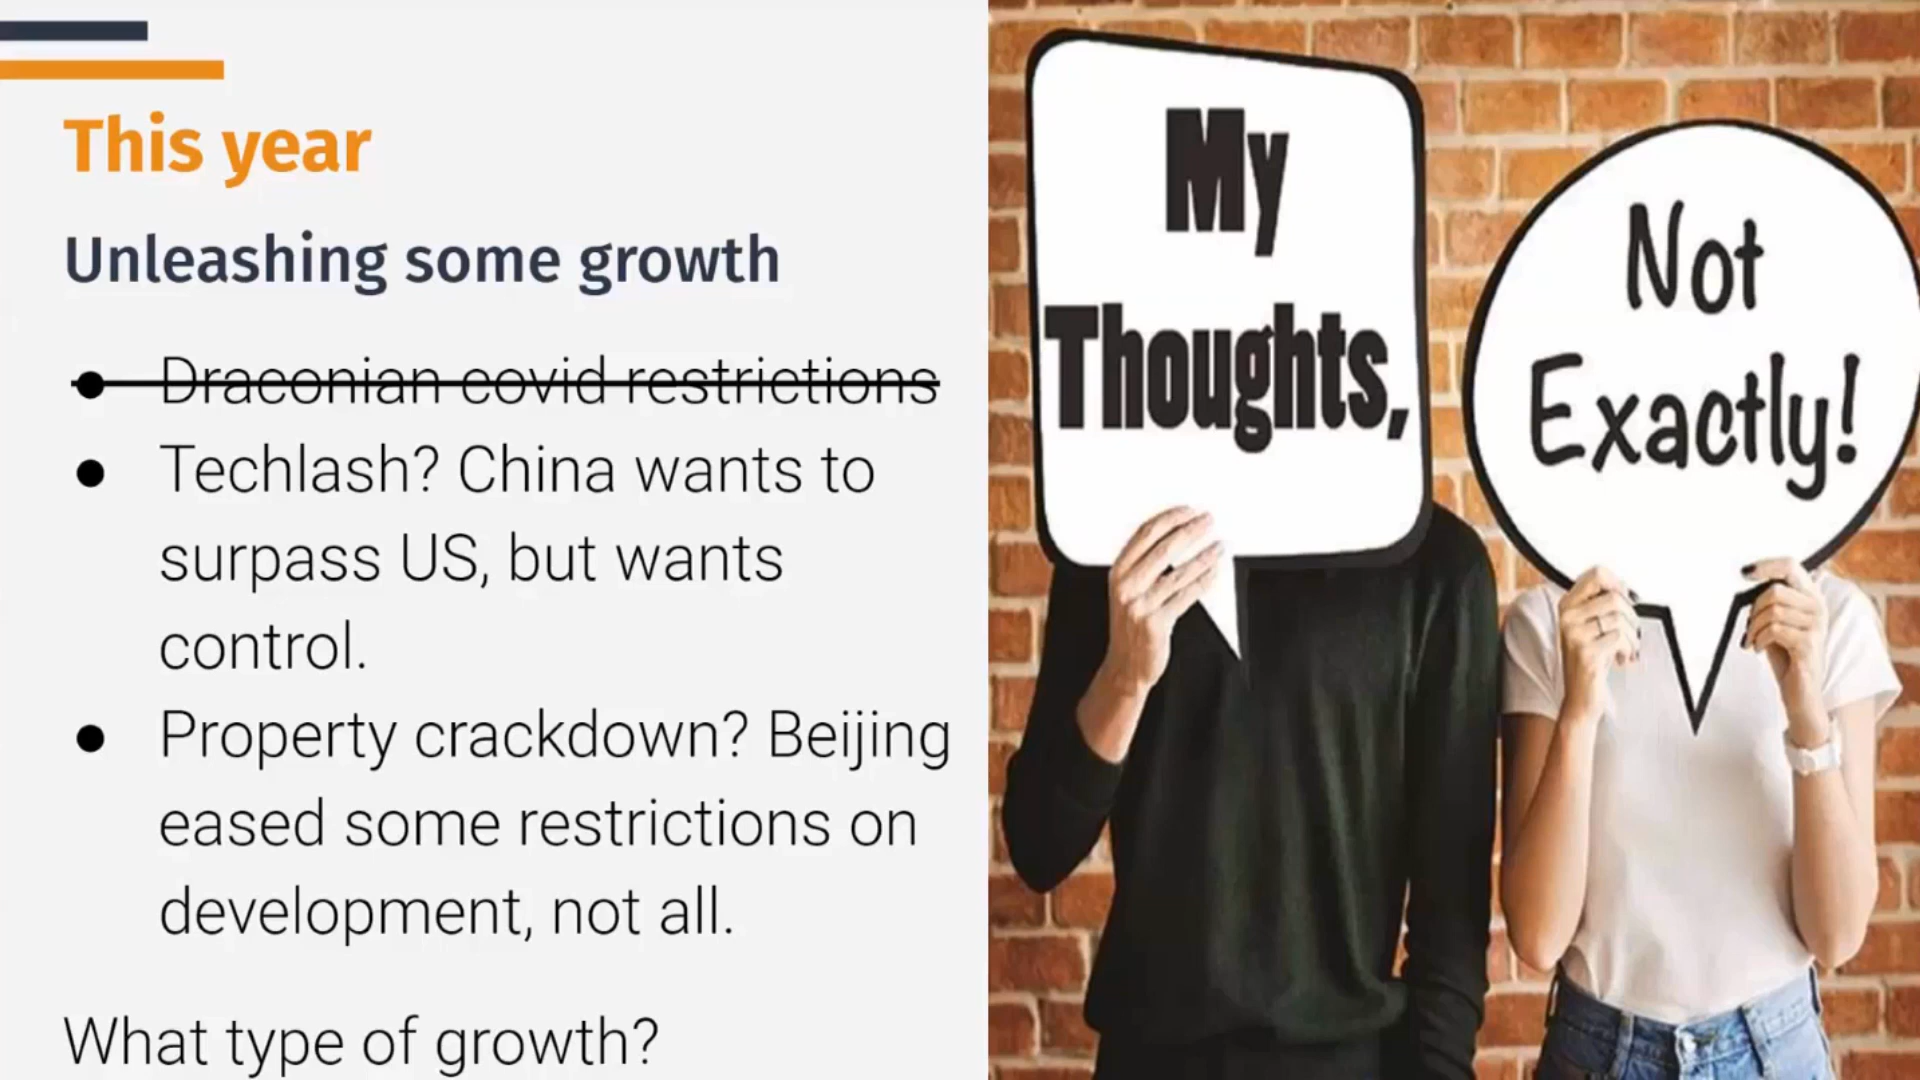 This year
Unleashing some growth
● Draconian covid restrictions
● Techlash? China wants to
surpass US, but wants
control.
● Property crackdown? Beijing
eased some restrictions on
development, not all.
What type of growth?
My
Thoughts,
Not
Exactly!